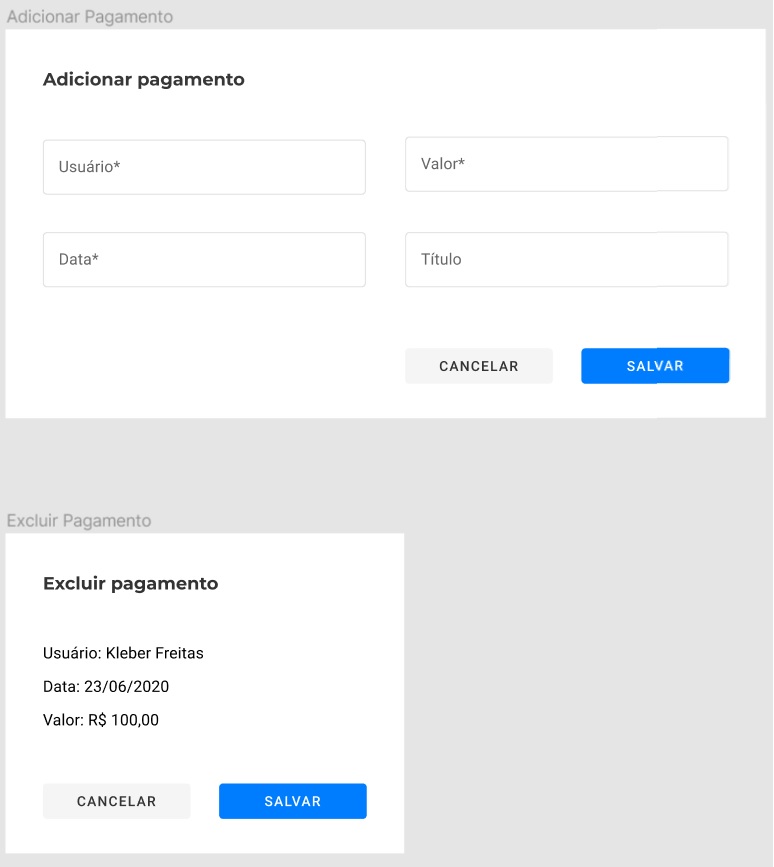 Adicionar Pagamento
Adicionar pagamento
Usuário*
Valor*
Data*
Título
CANCELAR
SALVAR
Excluir Pagamento
Excluir pagamento
Usuário: Kleber Freitas
Data: 23/06/2020
Valor: R$ 100,00
CANCELAR
SALVAR